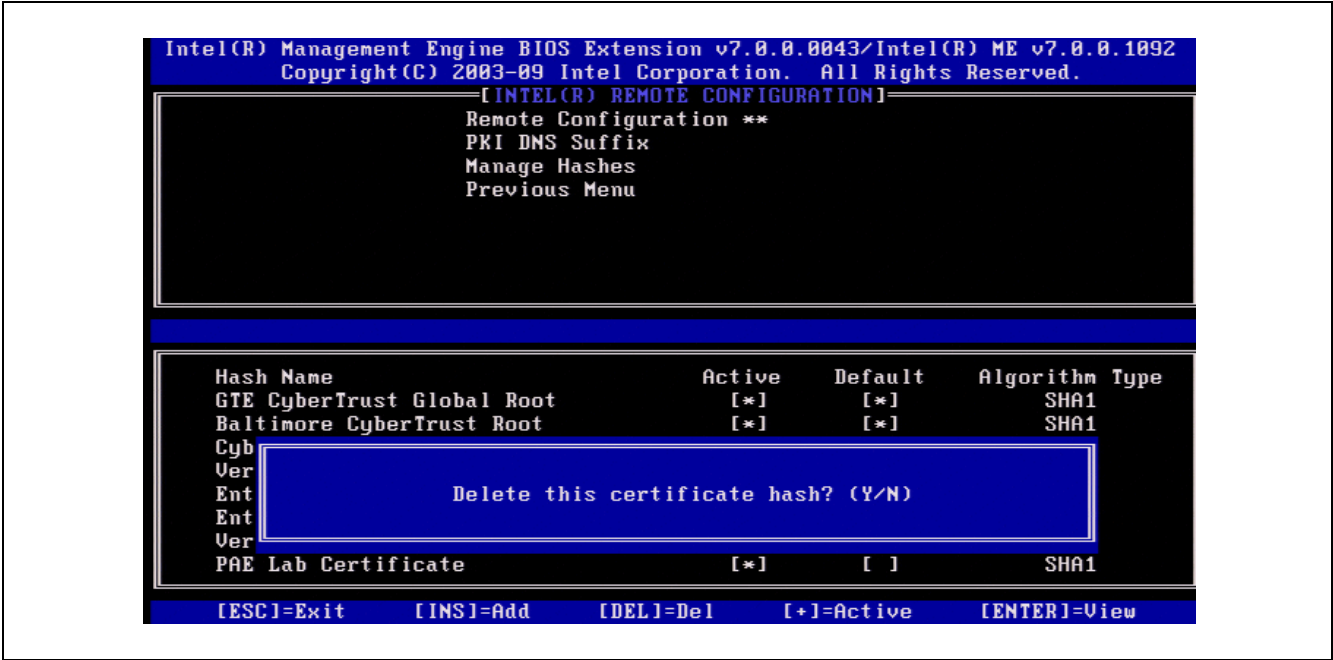 Intel(R) Management Engine BIOS Extension v7.0.0.0043/Intel(R) ME v7.0.0.1092
Copyright(C) 2003-09 Intel Corporation. All Rights Reserved.
[INTEL(R) REMOTE CONFIGURATION]
Remote Configuration **
PKI DNS Suffix
Manage Hashes
Previous Menu
Hash Name Active Default Algorithm Type
GTE CyberTrust Global Root [*] [*] SHA1
Baltimore CyberTrust Root [*] [*] SHA1
Cyb
Ver
Ent
Delete this certificate hash? (Y/N)
Ent
Ver
PAE Lab Certificate [*] [ ] SHA1
[ESC]=Exit [INS]=Add [DEL]=Del [+]=Active [ENTER]=View